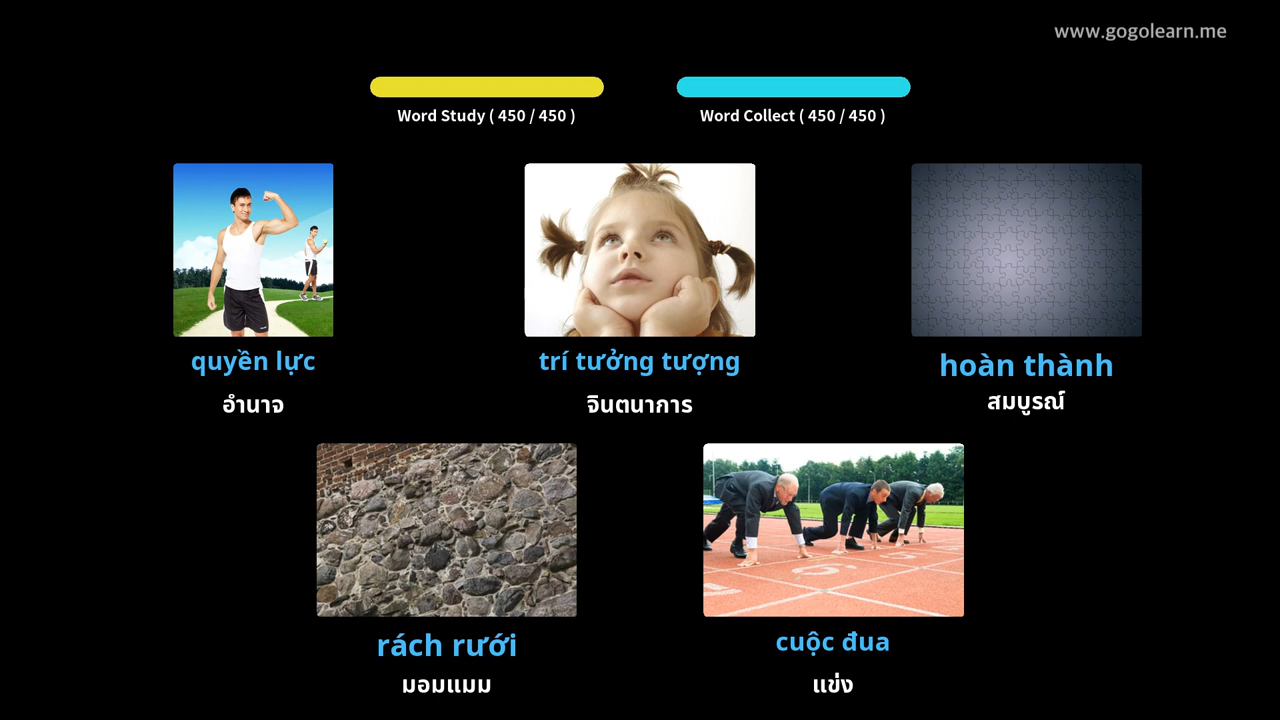 www.gogolearn.me
Word Study ( 450 / 450 )
Word Collect ( 450 / 450 )
quyền lực
อำนาจ
trí tưởng tượng
จินตนาการ
hoàn thành
สมบูรณ์
rách rưới
มอมแมม
cuộc đua
แข่ง